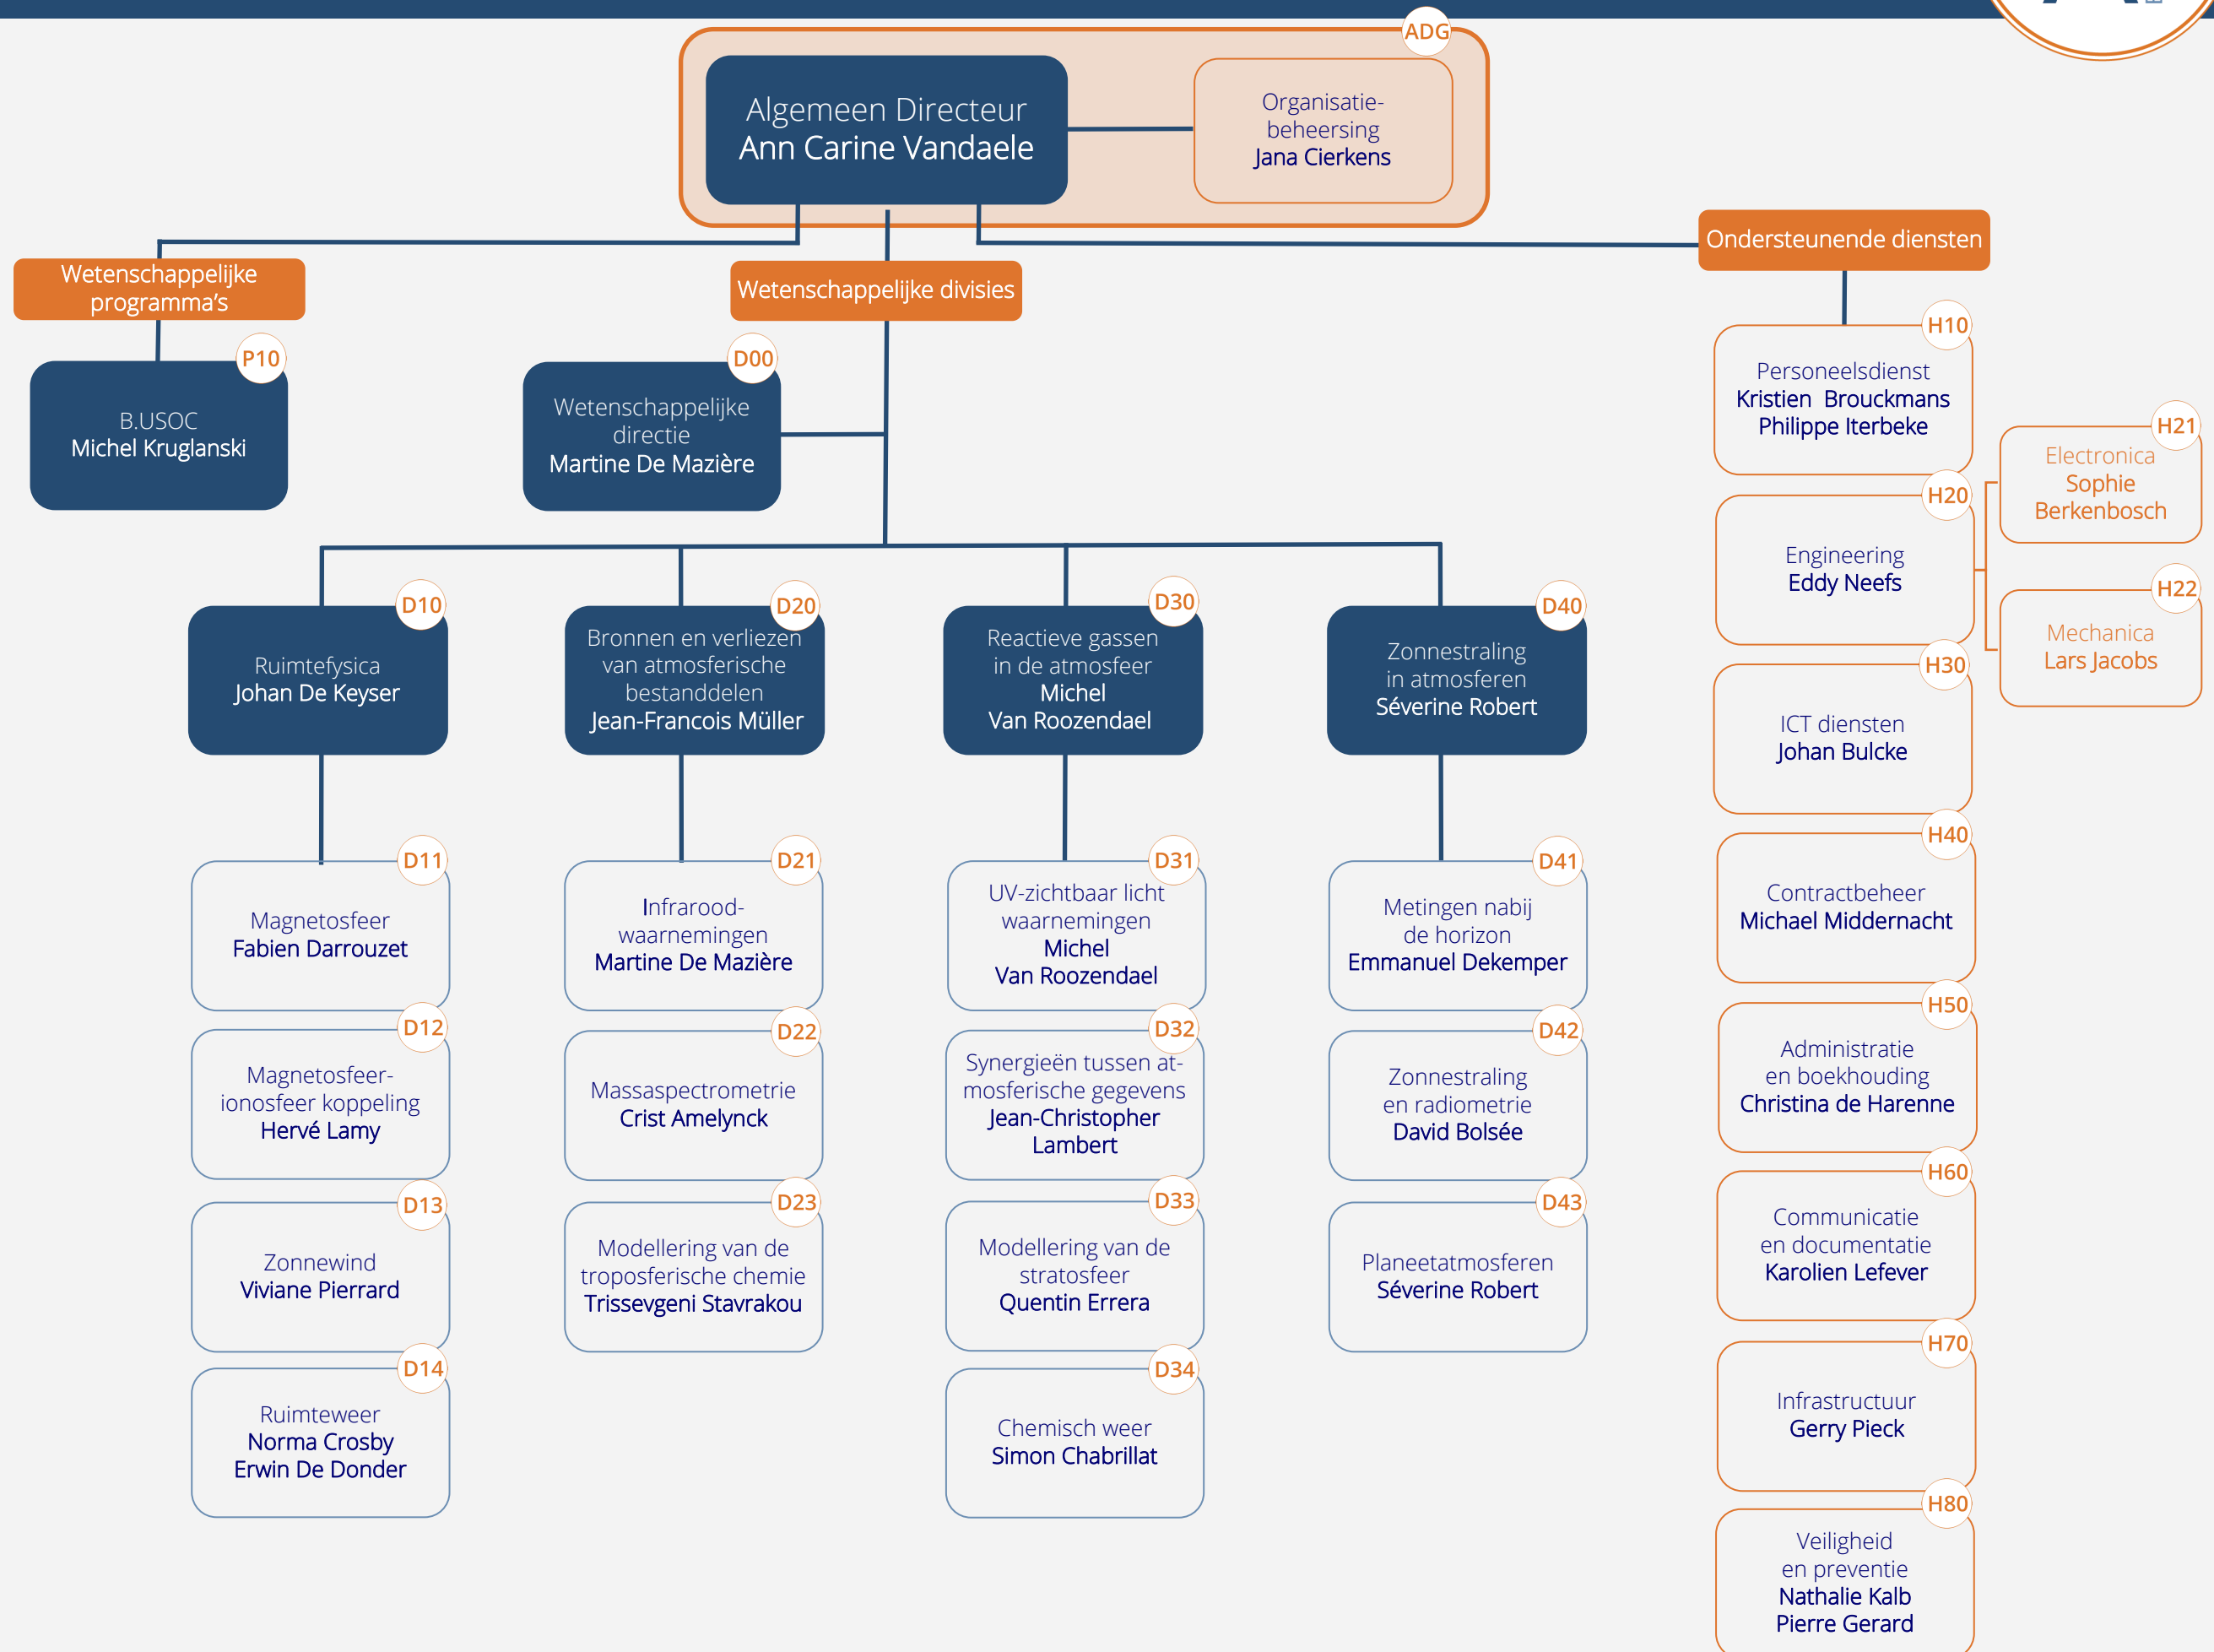 ADG
Algemeen Directeur
Ann Carine Vandaele
Organisatie-
beheersing
Jana Cierkens
Wetenschappelijke
programma's
Wetenschappelijke divisies
Ondersteunende diensten
P10
B.USOC
Michel Kruglanski
D00
Wetenschappelijke
directie
Martine De Mazière
D10
Ruimtefysica
Johan De Keyser
D11
Magnetosfeer
Fabien Darrouzet
D12
Magnetosfeer-
ionosfeer koppeling
Hervé Lamy
D13
Zonnewind
Viviane Pierrard
D14
Ruimteweer
Norma Crosby
Erwin De Donder
D20
Bronnen en verliezen
van atmosferische
bestanddelen
Jean-Francois Müller
D21
Infrarood-
waarnemingen
Martine De Mazière
D22
Massaspectrometrie
Crist Amelynck
D23
Modellering van de
troposferische chemie
Trissevgeni Stavrakou
D30
Reactieve gassen
in de atmosfeer
Michel
Van Roozendael
D31
UV-zichtbaar licht
waarnemingen
Michel
Van Roozendael
D32
Synergieën tussen at-
mosferische gegevens
Jean-Christopher
Lambert
D33
Modellering van de
stratosfeer
Quentin Errera
D34
Chemisch weer
Simon Chabrillat
D40
Zonnestraling
in atmosferen
Séverine Robert
D41
Metingen nabij
de horizon
Emmanuel Dekemper
D42
Zonnestraling
en radiometrie
David Bolsée
D43
Planeetatmosferen
Séverine Robert
H10
Personeelsdienst
Kristien Brouckmans
Philippe Iterbeke
H20
Engineering
Eddy Neefs
H21
Electronica
Sophie
Berkenbosch
H22
Mechanica
Lars Jacobs
H30
ICT diensten
Johan Bulcke
H40
Contractbeheer
Michael Middernacht
H50
Administratie
en boekhouding
Christina de Harenne
H60
Communicatie
en documentatie
Karolien Lefever
H70
Infrastructuur
Gerry Pieck
H80
Veiligheid
en preventie
Nathalie Kalb
Pierre Gerard